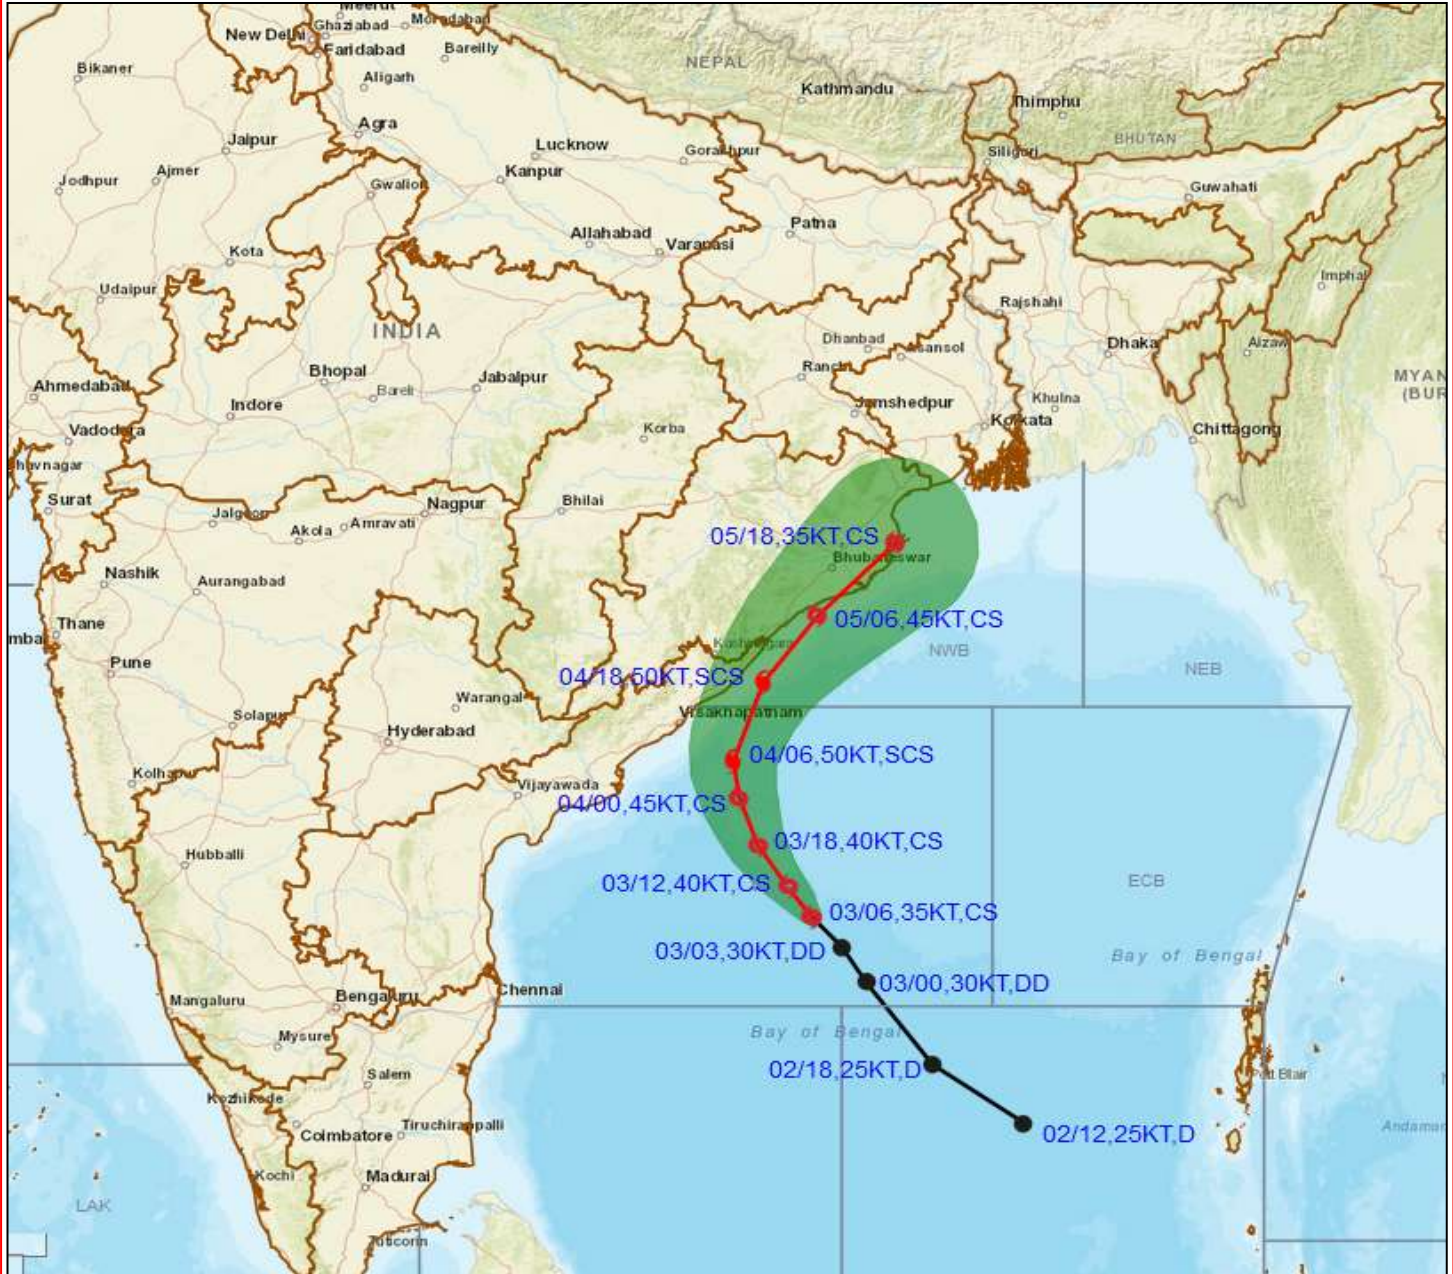 Meerut
Ghaziabad
Moradabad
New Delhi
Faridabad
Bareilly
NEPAL
Bikaner
Aligarh
Kathmandu
Thimphu
Agra
Jaipur
Lucknow
Gorakhpur
BHUTAN
Siliguri
Jodhpur
Ajmer
Kanpur
Gwalior
Guwahati
Patna
Allahabad
Varanasi
Kota
Imphal
Udaipur
Rajshahi
INDIA
Dhanbad
Asansol
Dhaka
Aizawl
Bhopal
Ranchi
Jabalpur
MYAN
(BUR
Ahmedabad
Bareli
Indore
Jamshedpur
Khulna
Kolkata
Vadodara
Korba
Chittagong
havnagar
Surat
Nagpur
Bhilai
Jalgaon
Akola
Amravati
05/18,35KT,CS
Bhubaneswar
Nashik
Aurangabad
Thane
mba
05/06,45KT,CS
NWB
Pune
04/18,50KT,SCS
NEB
Warangal
Solapur
Visakhapatnam
Hyderabad
04/06,50KT,SCS
Kolhapur
Vijayawada
04/00,45KT,CS
03/18,40KT,CS
Hubballi
03/12,40KT,CS
ECB
03/06,35KT,CS
03/03,30KT,DD
Bay of Bengal
03/00,30KT,DD
Mangaluru
Bengaluru
Chennai
Bay of Bengal
Mysuru
02/18,25KT,D
Salem
Port Blair
Kozhikode
Coimbatore
Tiruchirappalli
02/12,25KT,D
Andaman
Kochi
Madurai
LAK
Tuticorin